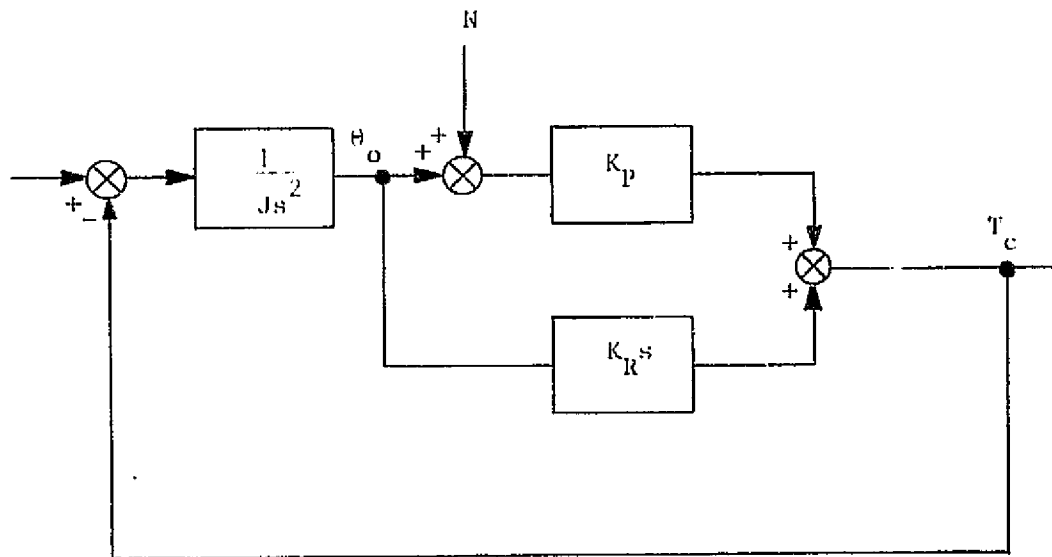 N
θo
+
+
1
Js²
KP
+
-
+
+
Tc
KRs